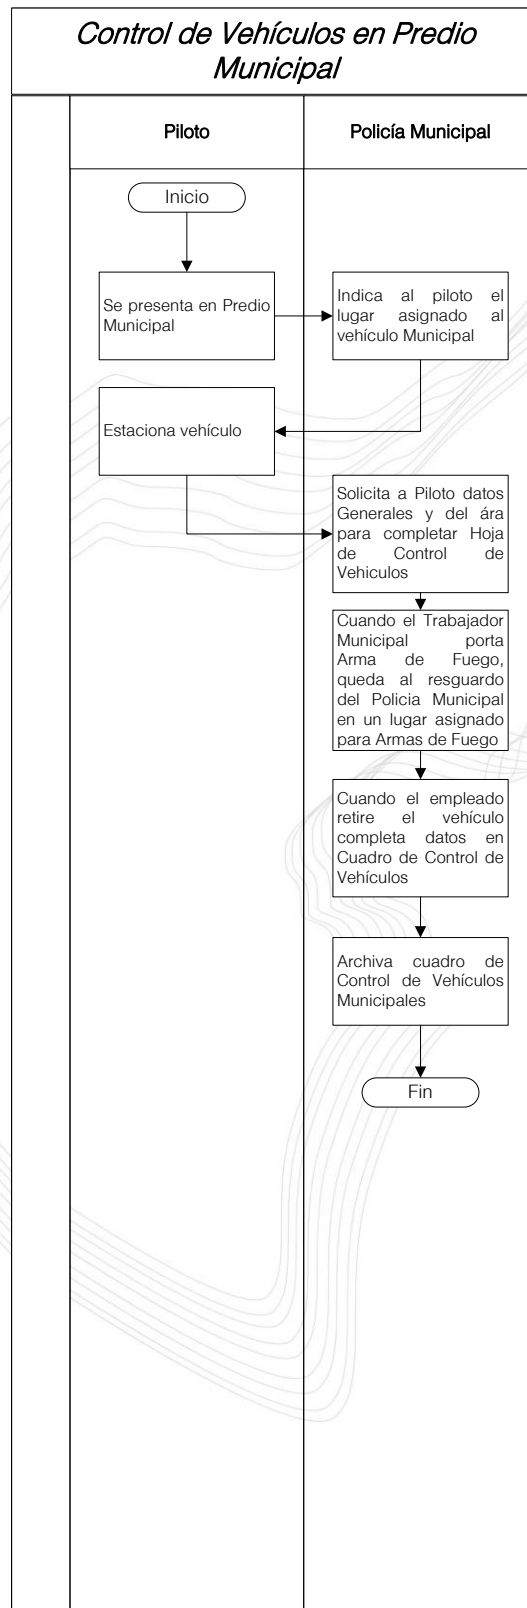 Control de Vehículos en Predio
Municipal
Piloto
Policía Municipal
Inicio
Se presenta en Predio
Municipal
Indica al piloto el
lugar asignado al
vehículo Municipal
Estaciona vehículo
Solicita a Piloto datos
Generales y del ára
para completar Hoja
de Control de
Vehiculos
Cuando el Trabajador
Municipal porta
Arma de Fuego,
queda al resguardo
del Policia Municipal
en un lugar asignado
para Armas de Fuego
Cuando el empleado
retire el vehículo
completa datos en
Cuadro de Control de
Vehículos
Archiva cuadro de
Control de Vehículos
Municipales
Fin